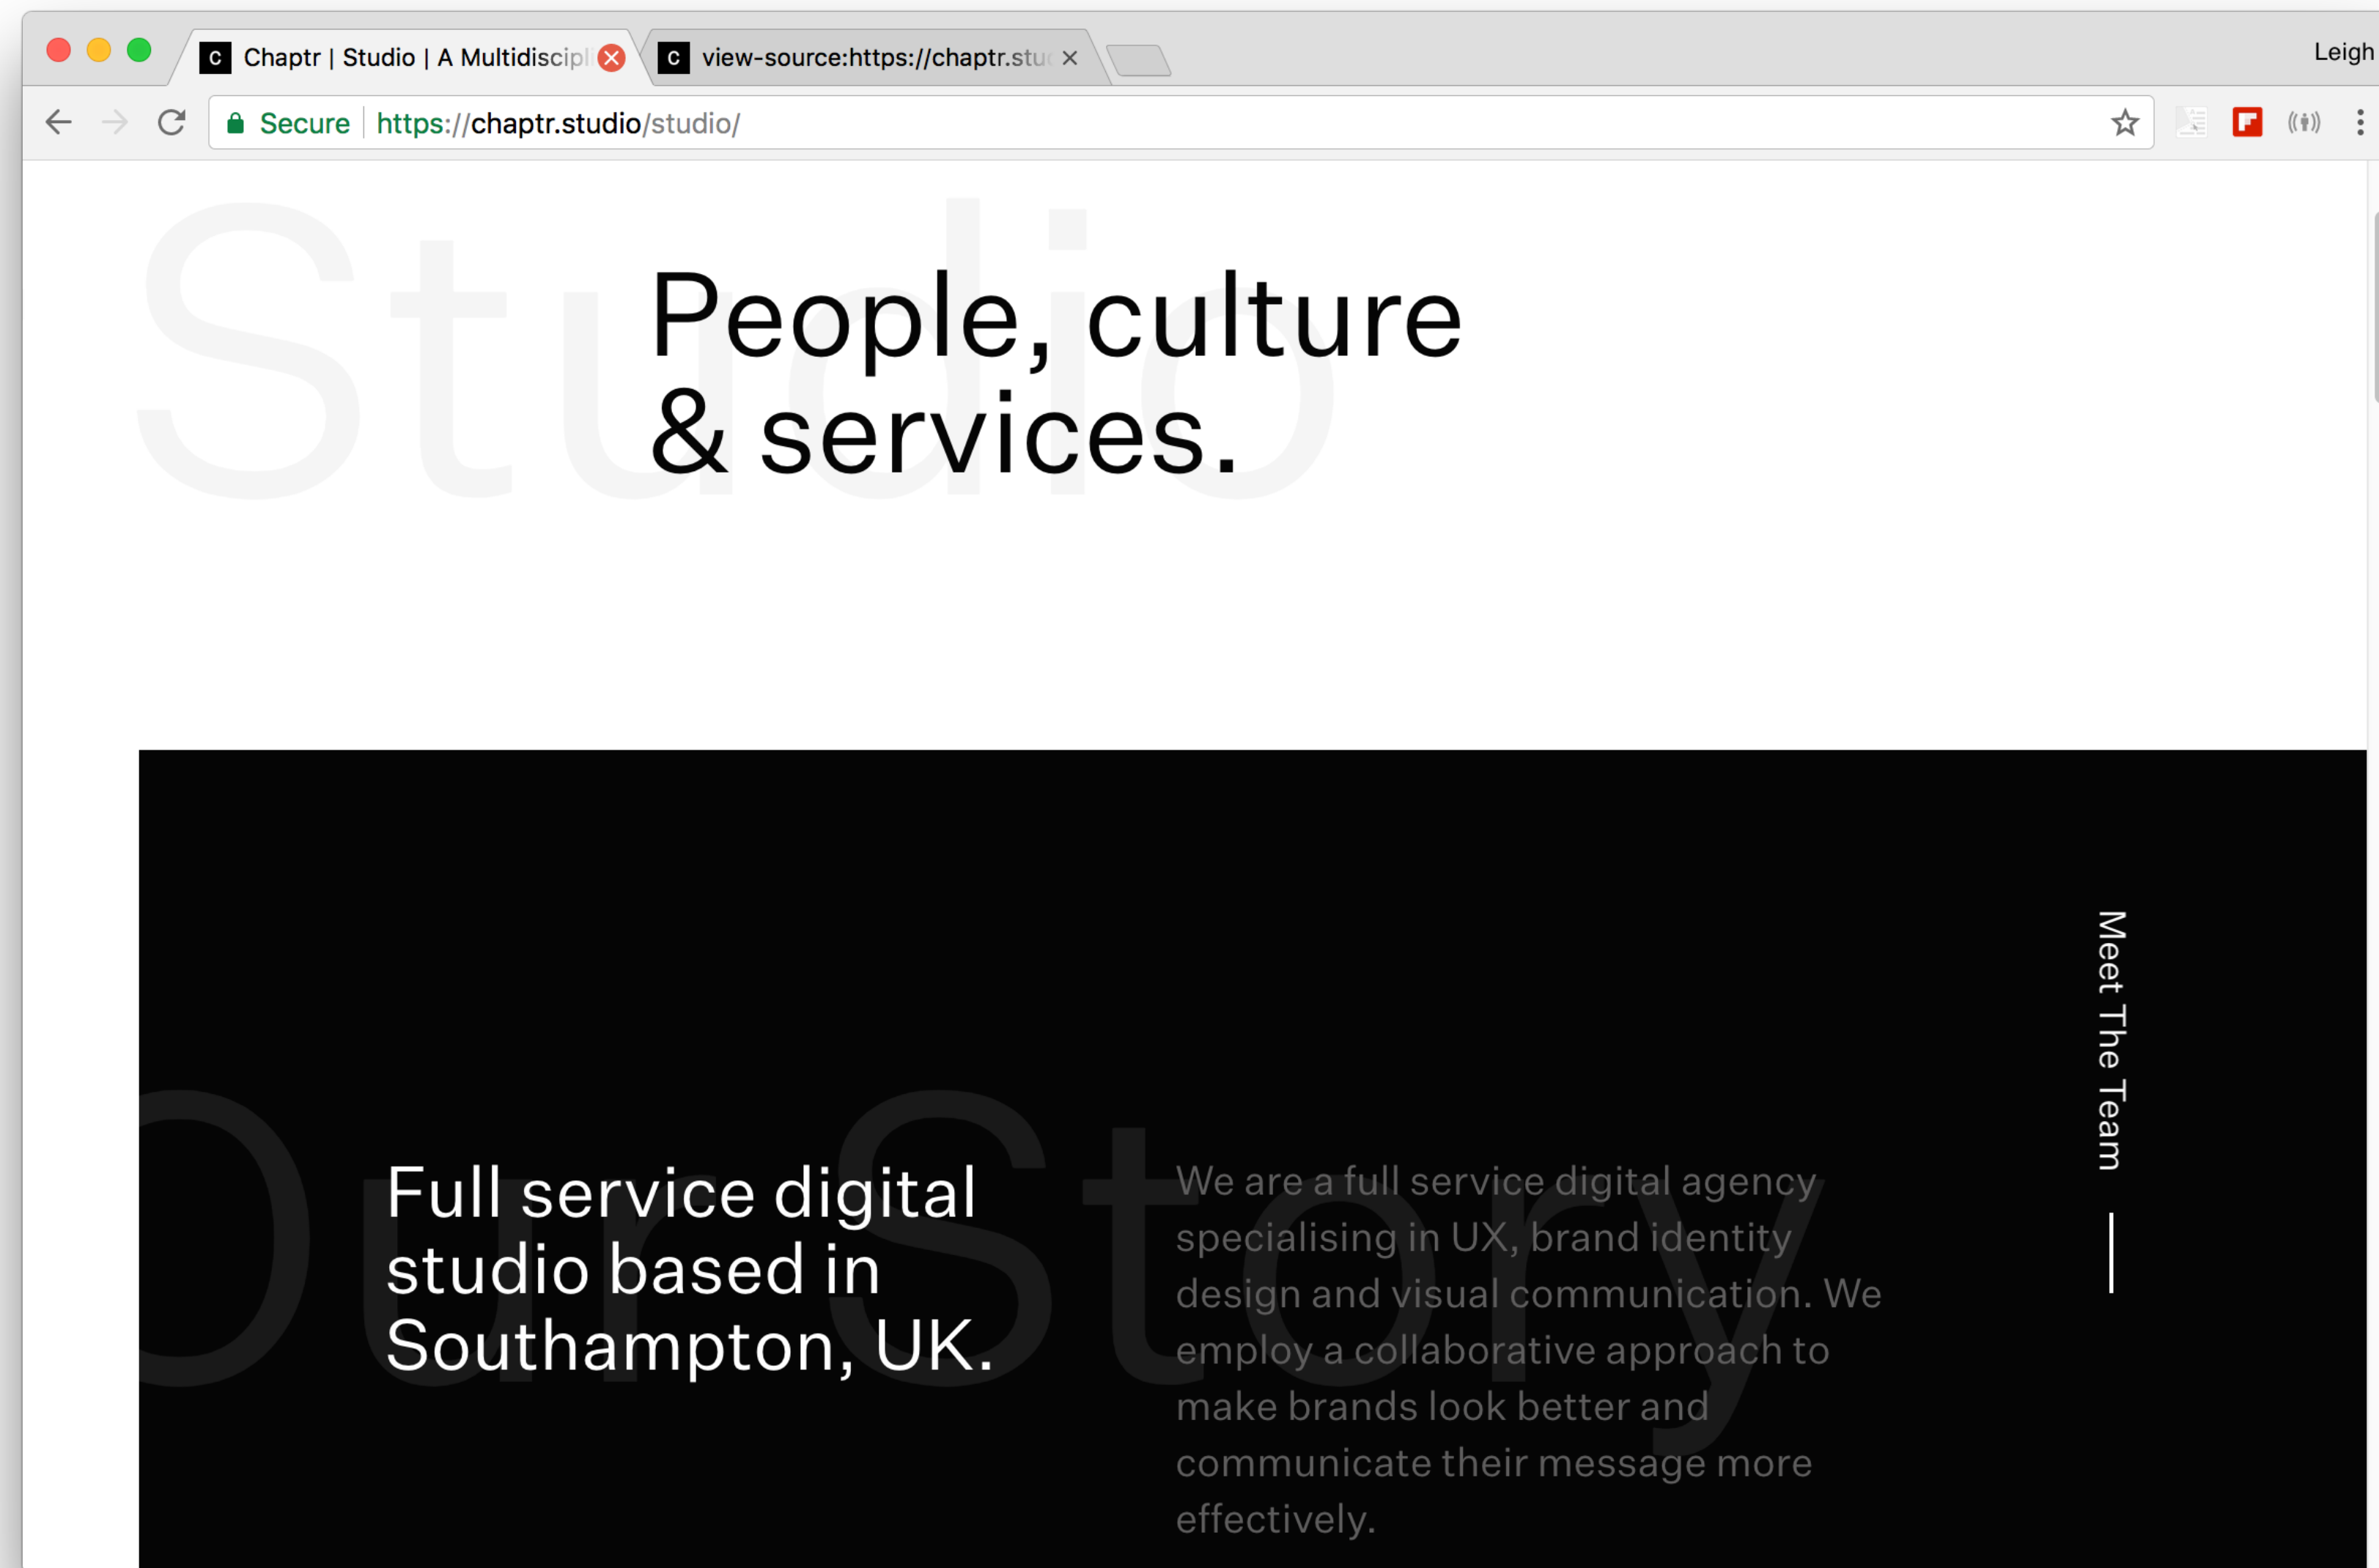 C Chaptr | Studio | A Multidiscipli
C view-source:https://chaptr.stud
Leigh
Secure https://chaptr.studio/studio/
Studio
People, culture
& services.
Meet The Team
Our Story
Full service digital
studio based in
Southampton, UK.
We are a full service digital agency
specialising in UX, brand identity
design and visual communication. We
employ a collaborative approach to
make brands look better and
communicate their message more
effectively.